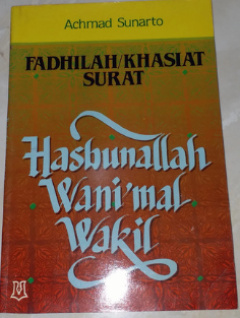 Achmad Sunarto
FADHILAH/KHASIAT
SURAT
Hasbunallah
Wani'mal
Wakil